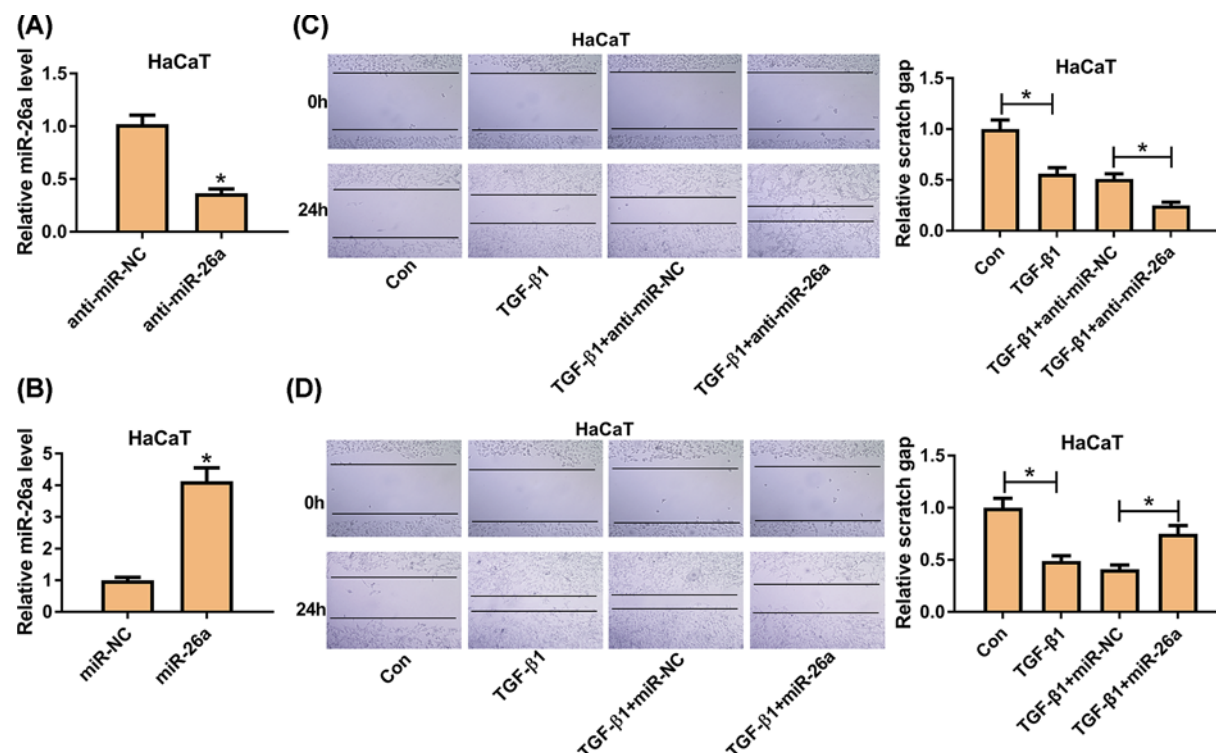 (A)
HaCaT
Relative miR-26a level
1.5
1.0
0.5
0.0
anti-miR-NC
anti-miR-26a
*
(C)
HaCaT
0h
24h
Con
TGF-β1
TGF-β1+anti-miR-NC
TGF-β1+anti-miR-26a
HaCaT
Relative scratch gap
1.5
1.0
0.5
0.0
*
*
Con
TGF-β1
TGF-β1+anti-miR-NC
TGF-β1+anti-miR-26a
(B)
HaCaT
Relative miR-26a level
5
4
3
2
1
0
*
miR-NC
miR-26a
(D)
HaCaT
0h
24h
Con
TGF-β1
TGF-β1+miR-NC
TGF-β1+miR-26a
HaCaT
Relative scratch gap
1.5
1.0
0.5
0.0
*
*
Con
TGF-β1
TGF-β1+miR-NC
TGF-β1+miR-26a